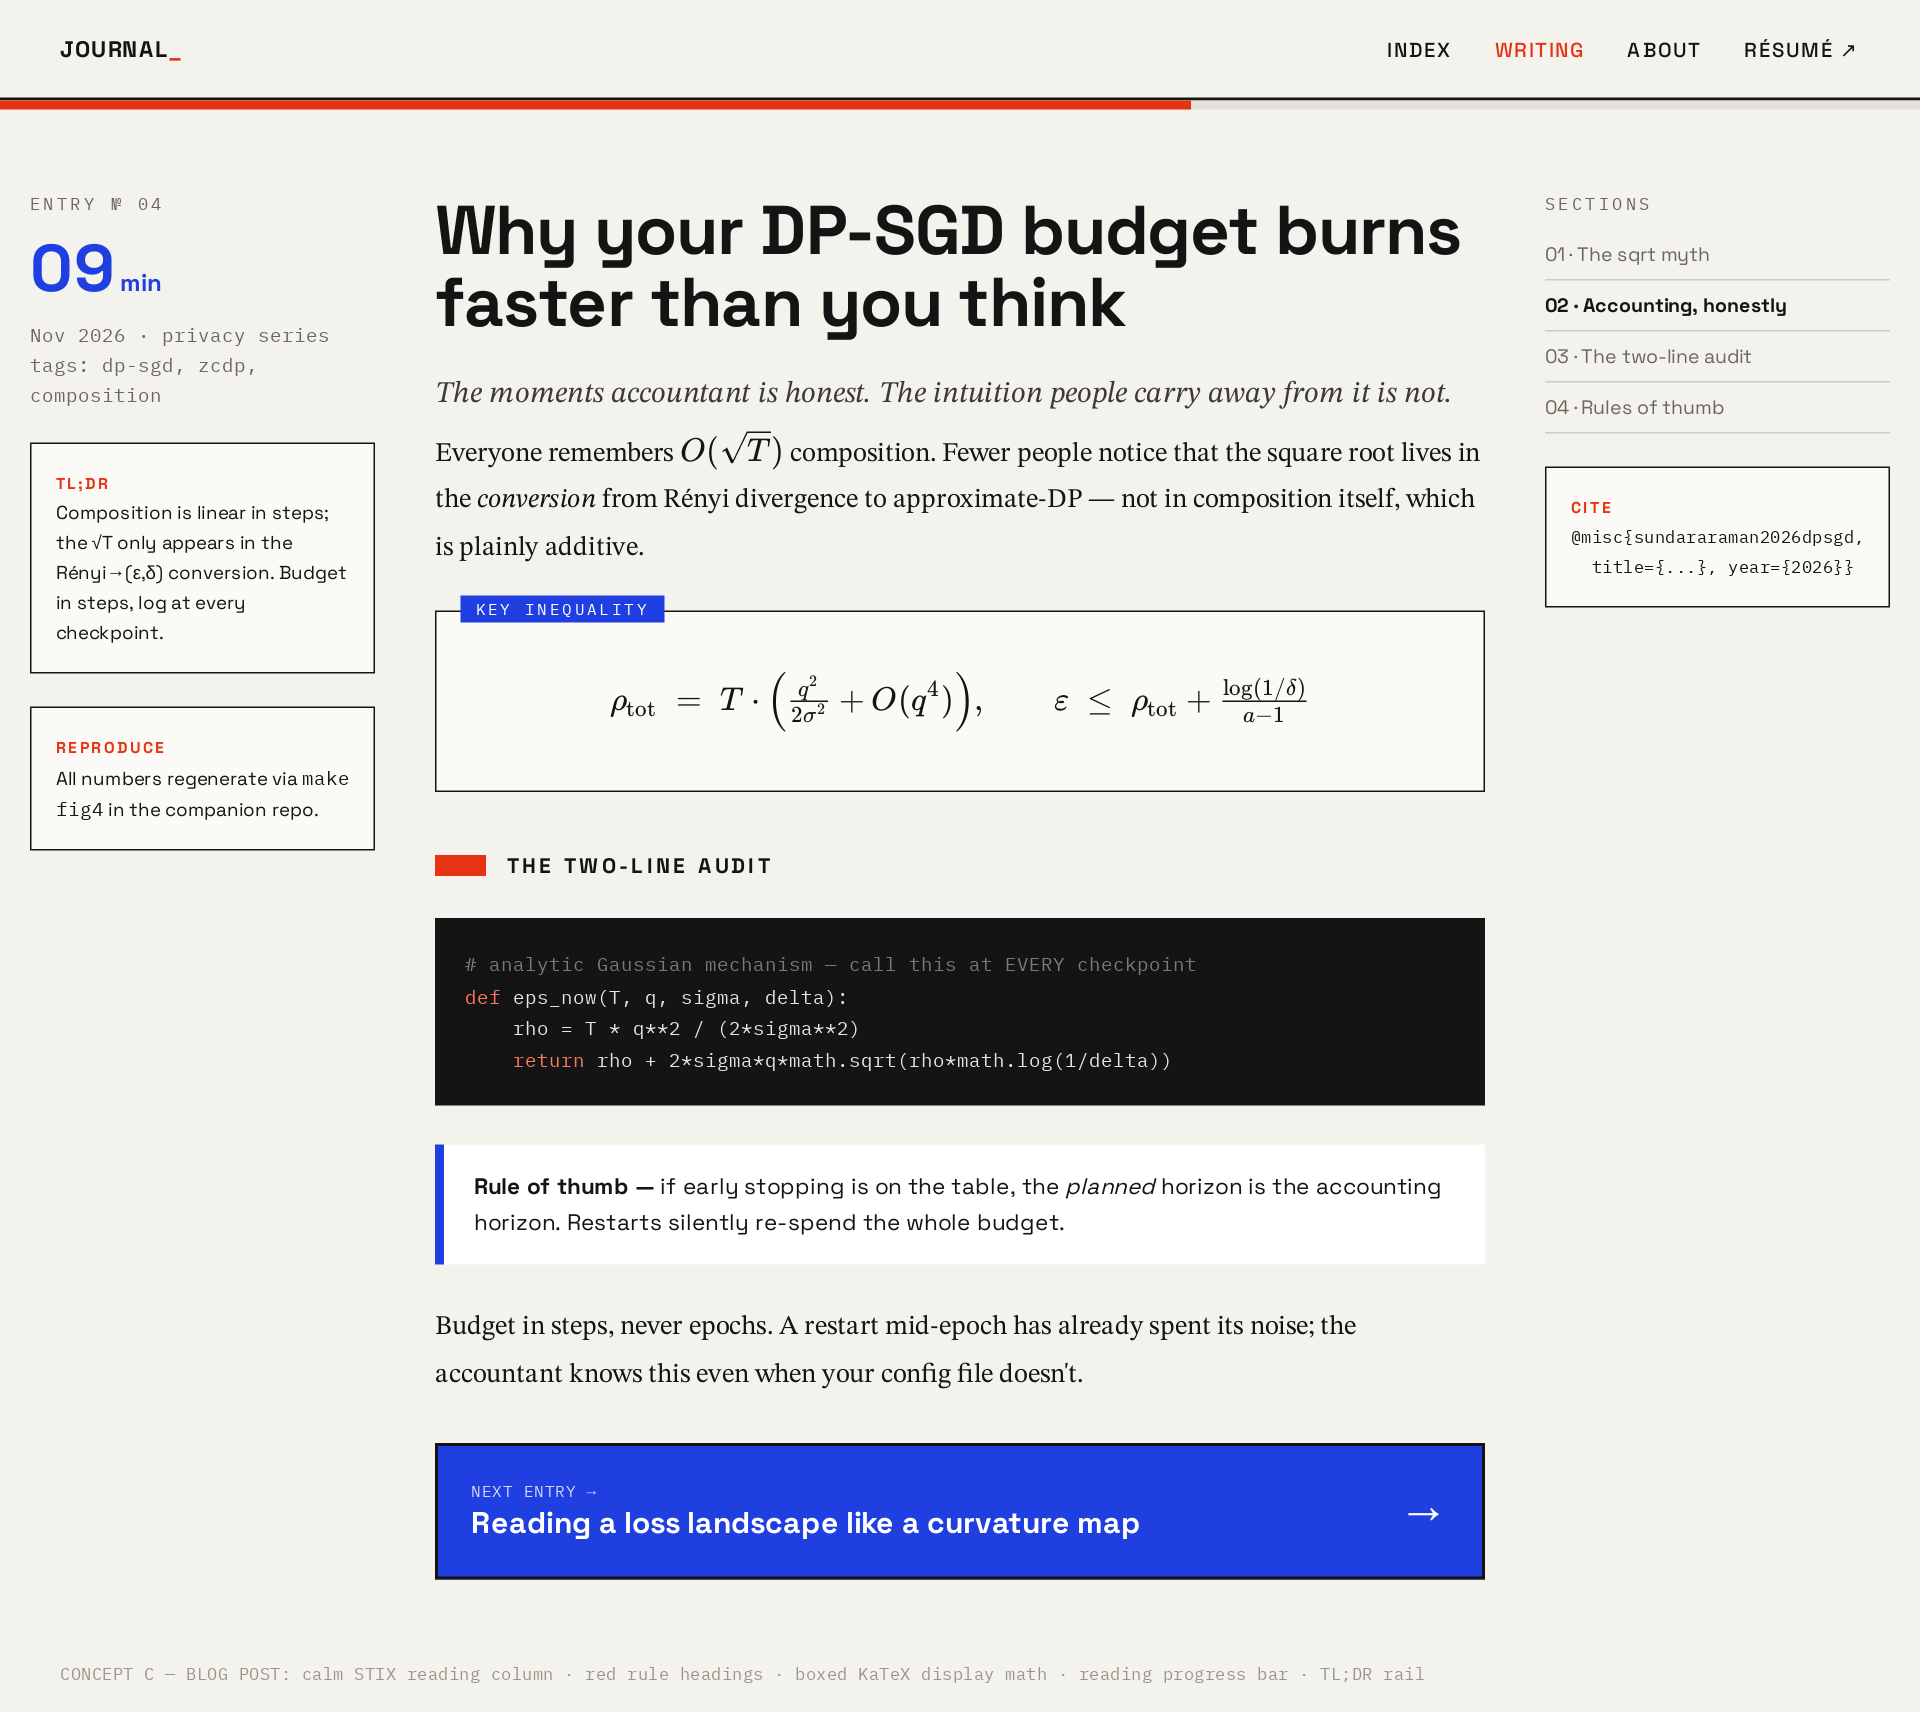 JOURNAL_
INDEX WRITING ABOUT RÉSUMÉ ↗
ENTRY № 04
09 min
Nov 2026 · privacy series
tags: dp-sgd, zcdp,
composition
TL;DR
Composition is linear in steps;
the √T only appears in the
Rényi→(ε,δ) conversion. Budget
in steps, log at every
checkpoint.
REPRODUCE
All numbers regenerate via make
fig4 in the companion repo.
Why your DP-SGD budget burns
faster than you think
The moments accountant is honest. The intuition people carry away from it is not.
Everyone remembers O(√T) composition. Fewer people notice that the square root lives in
the conversion from Rényi divergence to approximate-DP — not in composition itself, which
is plainly additive.
KEY INEQUALITY
ρ_tot = T · (q²/2σ² + O(q⁴)), ε ≤ ρ_tot + log(1/δ)/(a−1)
THE TWO-LINE AUDIT
# analytic Gaussian mechanism — call this at EVERY checkpoint
def eps_now(T, q, sigma, delta):
    rho = T * q**2 / (2*sigma**2)
    return rho + 2*sigma*q*math.sqrt(rho*math.log(1/delta))
Rule of thumb — if early stopping is on the table, the planned horizon is the accounting
horizon. Restarts silently re-spend the whole budget.
Budget in steps, never epochs. A restart mid-epoch has already spent its noise; the
accountant knows this even when your config file doesn't.
NEXT ENTRY →
Reading a loss landscape like a curvature map →
SECTIONS
01 · The sqrt myth
02 · Accounting, honestly
03 · The two-line audit
04 · Rules of thumb
CITE
@misc{sundararaman2026dpsgd,
  title={...}, year={2026}}
CONCEPT C — BLOG POST: calm STIX reading column · red rule headings · boxed KaTeX display math · reading progress bar · TL;DR rail